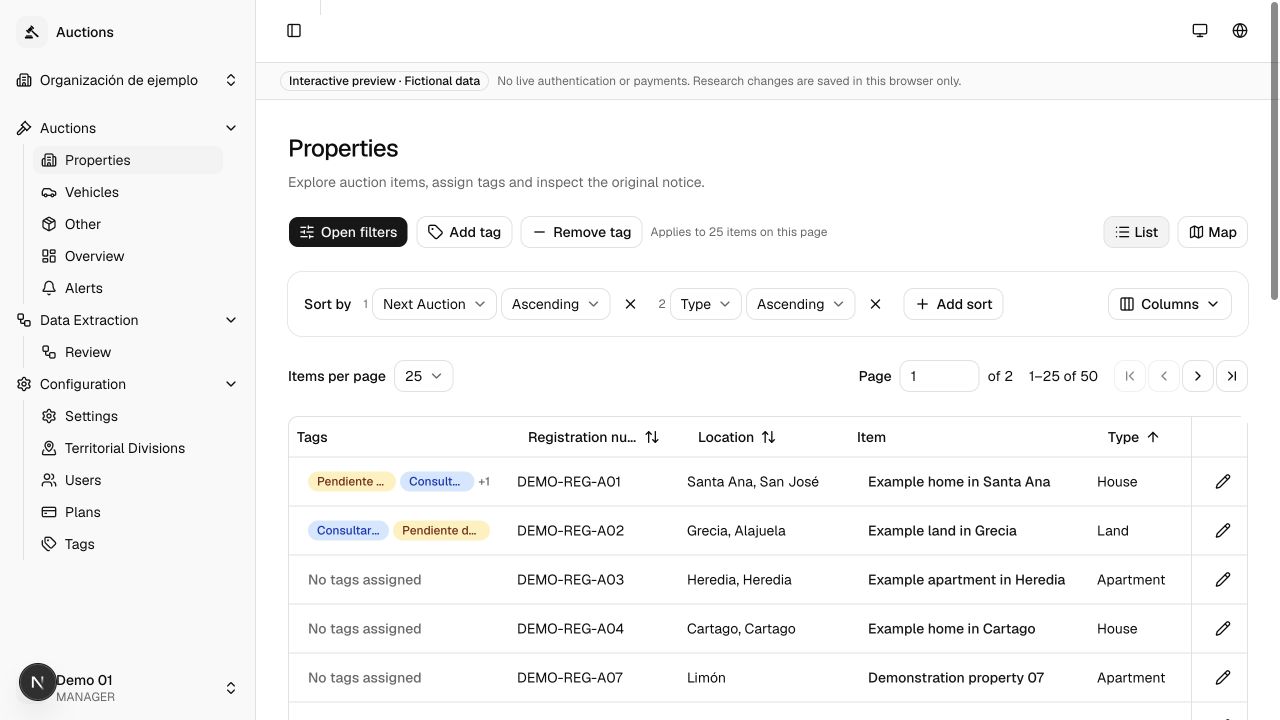 Auctions
Organización de ejemplo
Auctions
Properties
Vehicles
Other
Overview
Alerts
Data Extraction
Review
Configuration
Settings
Territorial Divisions
Users
Plans
Tags
N
Demo 01
MANAGER
Interactive preview · Fictional data No live authentication or payments. Research changes are saved in this browser only.
Properties
Explore auction items, assign tags and inspect the original notice.
Open filters Add tag Remove tag Applies to 25 items on this page List Map
Sort by 1 Next Auction Ascending 2 Type Ascending Add sort Columns
Items per page 25 Page 1 of 2 1–25 of 50
Tags Registration nu... Location Item Type
Pendiente ... Consult... +1 DEMO-REG-A01 Santa Ana, San José Example home in Santa Ana House
Consultar... Pendiente d... DEMO-REG-A02 Grecia, Alajuela Example land in Grecia Land
No tags assigned DEMO-REG-A03 Heredia, Heredia Example apartment in Heredia Apartment
No tags assigned DEMO-REG-A04 Cartago, Cartago Example home in Cartago House
No tags assigned DEMO-REG-A07 Limón Demonstration property 07 Apartment